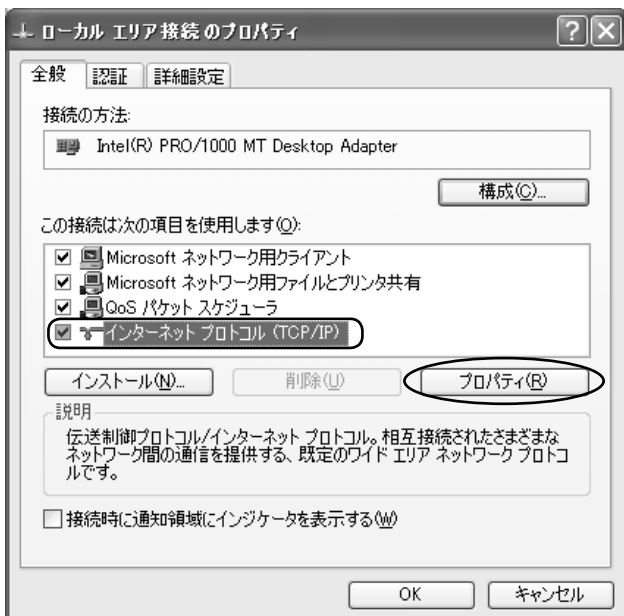 ローカル エリア接続のプロパティ
全般 認証 詳細設定
接続の方法:
Intel(R) PRO/1000 MT Desktop Adapter
構成(C)...
この接続は次の項目を使用します(O):
Microsoft ネットワーク用クライアント
Microsoft ネットワーク用ファイルとプリンタ共有
QoS パケット スケジューラ
インターネット プロトコル (TCP/IP)
インストール(N)... 削除(U) プロパティ(R)
説明
伝送制御プロトコル/インターネット プロトコル。相互接続されたさまざまな
ネットワーク間の通信を提供する、既定のワイド エリア ネットワーク プロトコ
ルです。
接続時に通知領域にインジケータを表示する(W)
OK キャンセル